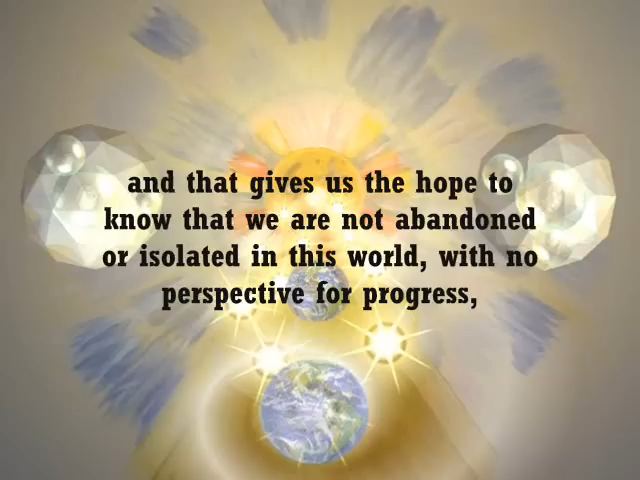 and that gives us the hope to
know that we are not abandoned
or isolated in this world, with no
perspective for progress,